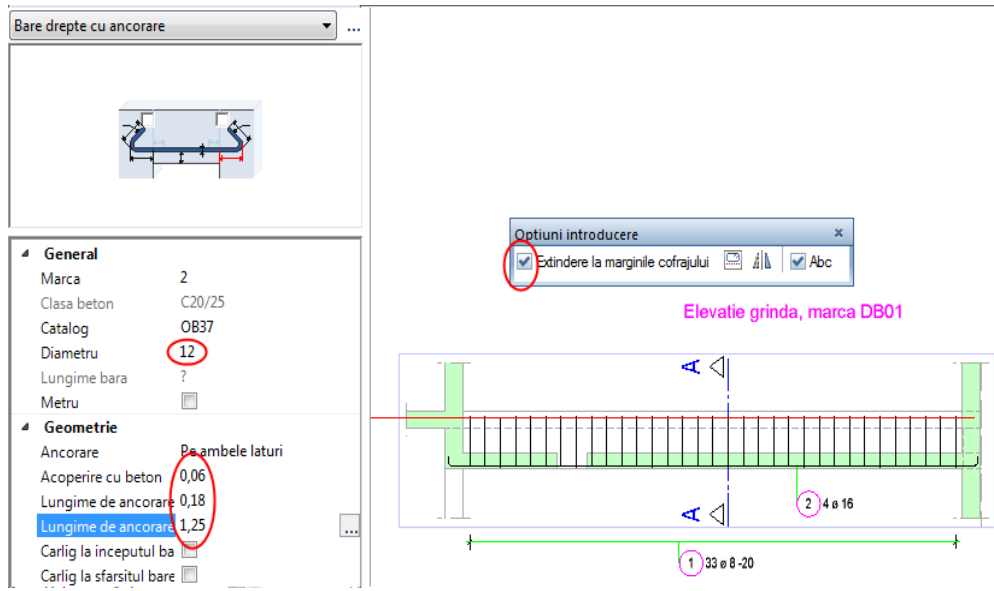 Bare drepte cu ancorare
...
General
Marca 2
Clasa beton C20/25
Catalog OB37
Diametru 12
Lungime bara ?
Metru
Geometrie
Ancorare Pe ambele laturi
Acoperire cu beton 0,06
Lungime de ancorare 0,18
Lungime de ancorare 1,25
...
Carlig la inceputul ba
Carlig la sfarsitul bare
Optiuni introducere ×
Extindere la marginile cofrajului Abc
Elevatie grinda, marca DB01
A
2 4 ø 16
A
1 33 ø 8 -20